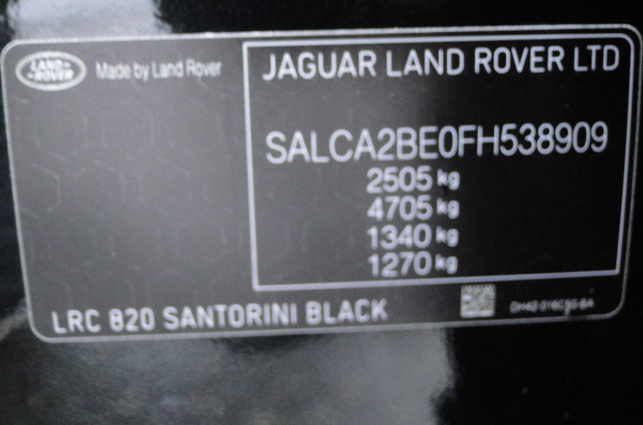 LAND
ROVER
Made by Land Rover
JAGUAR LAND ROVER LTD
SALCA2BE0FH538909
2505 kg
4705 kg
1340 kg
1270 kg
LRC 820 SANTORINI BLACK